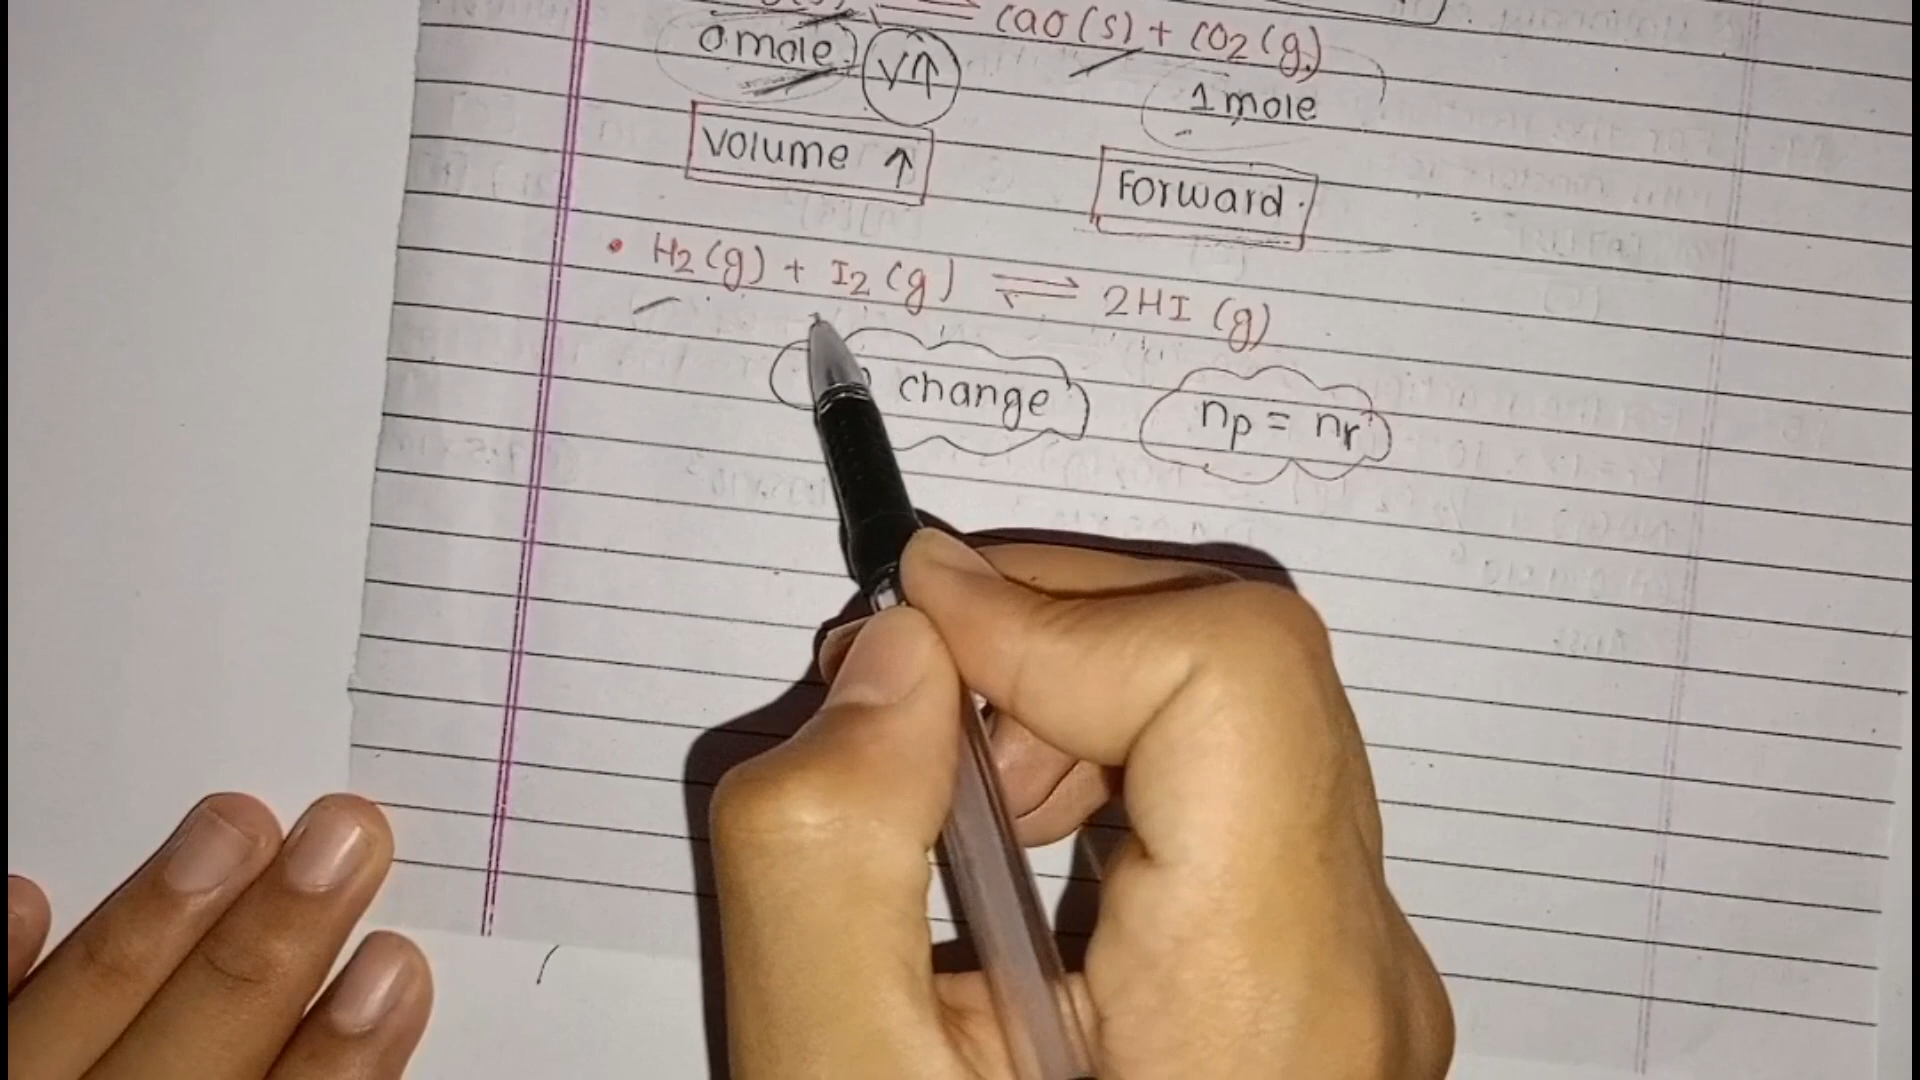 CaO (s) + CO2 (g)
0 mole V↑
1 mole
Volume ↑ Forward.
• H2 (g) + I2 (g) ⇌ 2HI (g)
change np = nr